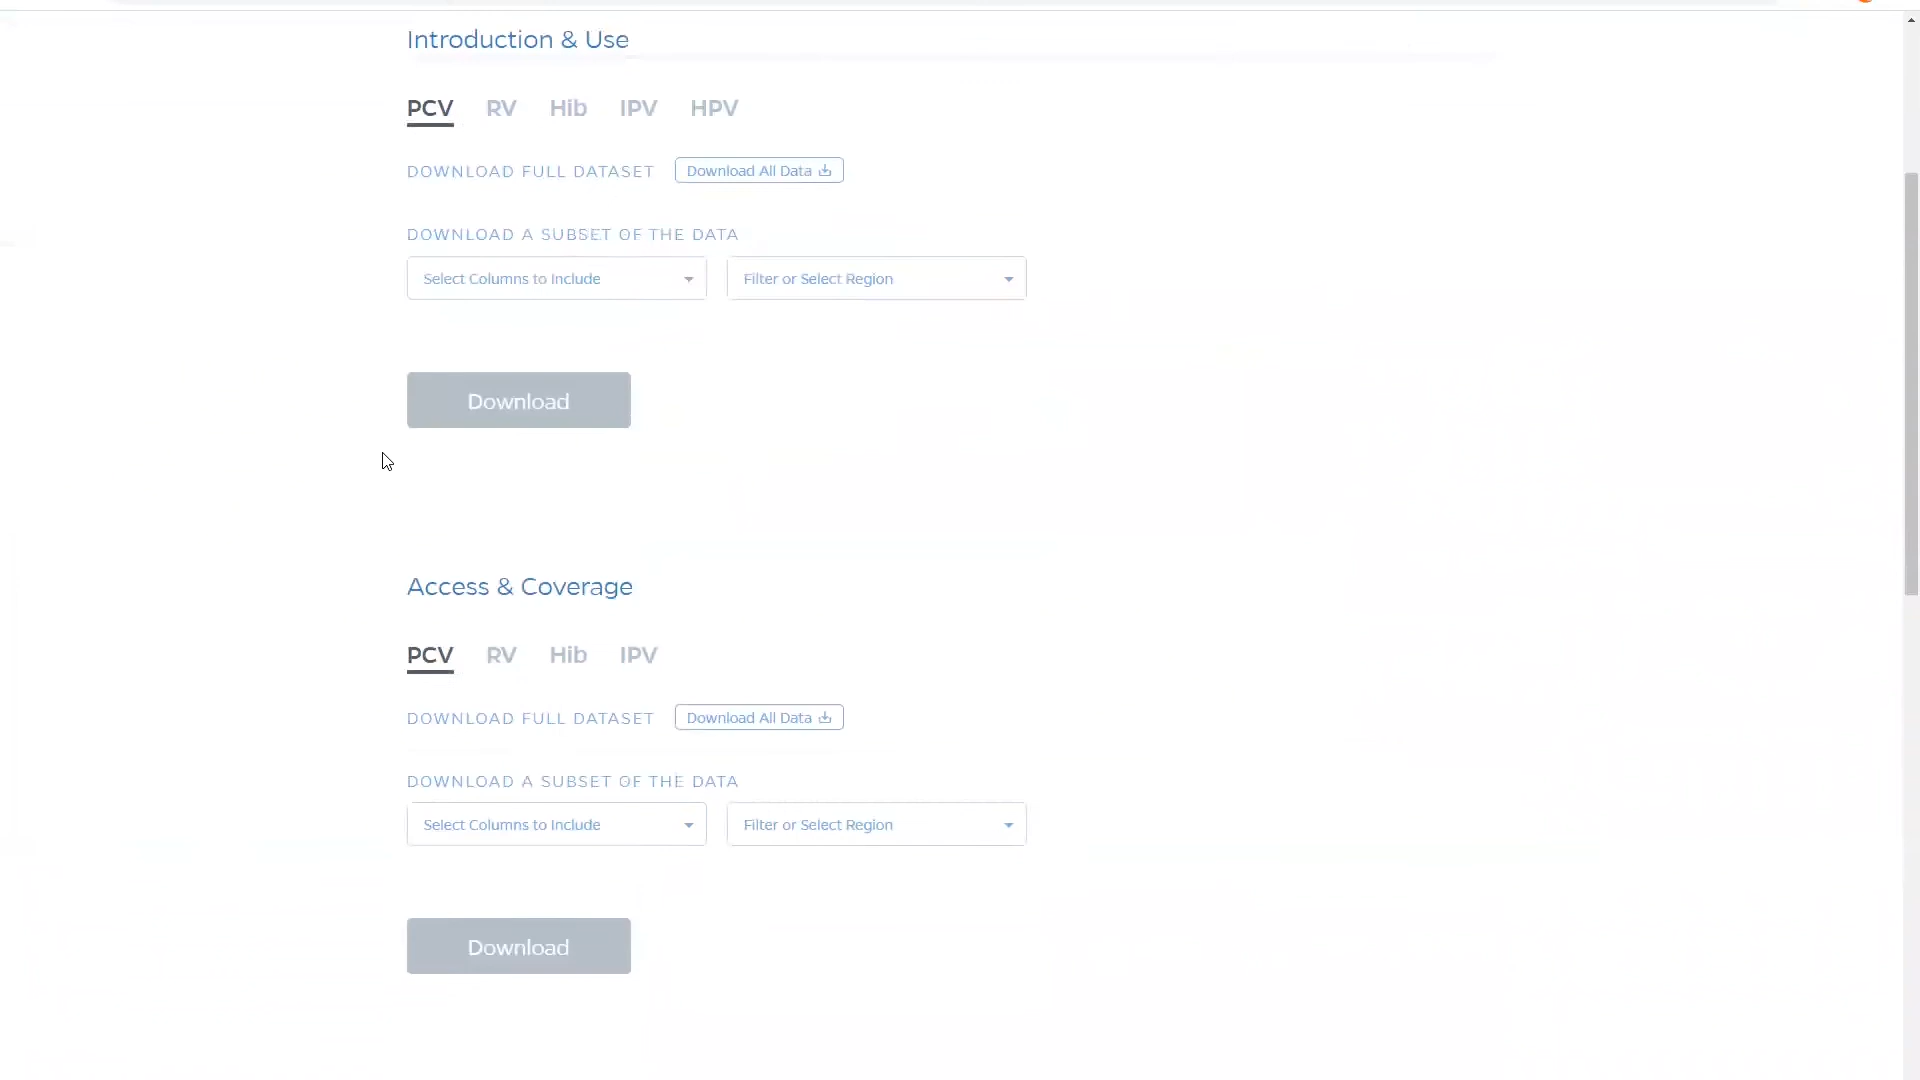 Introduction & Use
PCV RV Hib IPV HPV
DOWNLOAD FULL DATASET Download All Data
DOWNLOAD A SUBSET OF THE DATA
Select Columns to Include Filter or Select Region
Download
Access & Coverage
PCV RV Hib IPV
DOWNLOAD FULL DATASET Download All Data
DOWNLOAD A SUBSET OF THE DATA
Select Columns to Include Filter or Select Region
Download